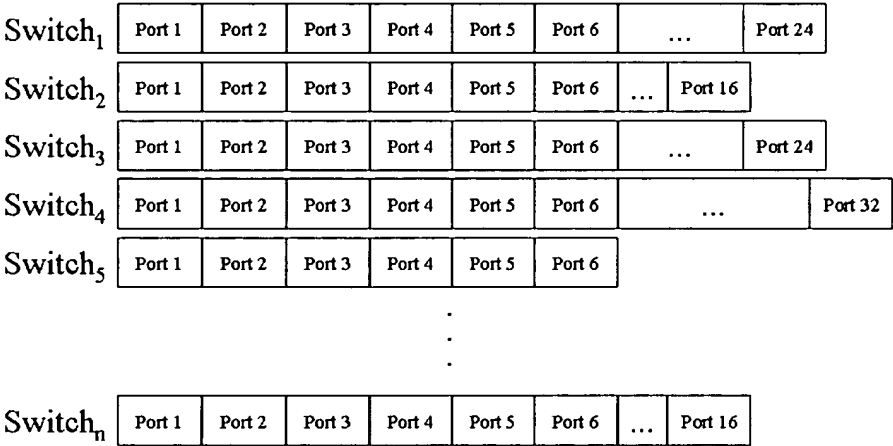 Switch₁ Port 1 Port 2 Port 3 Port 4 Port 5 Port 6 ... Port 24
Switch₂ Port 1 Port 2 Port 3 Port 4 Port 5 Port 6 ... Port 16
Switch₃ Port 1 Port 2 Port 3 Port 4 Port 5 Port 6 ... Port 24
Switch₄ Port 1 Port 2 Port 3 Port 4 Port 5 Port 6 ... Port 32
Switch₅ Port 1 Port 2 Port 3 Port 4 Port 5 Port 6
.
.
.
Switchₙ Port 1 Port 2 Port 3 Port 4 Port 5 Port 6 ... Port 16